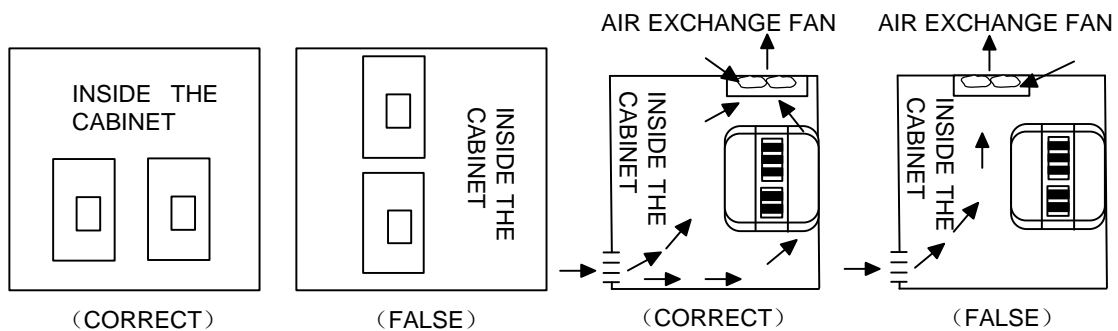 AIR EXCHANGE FAN
AIR EXCHANGE FAN
INSIDE THE
CABINET
INSIDE THE
CABINET
INSIDE THE
CABINET
INSIDE THE
CABINET
（CORRECT）
（FALSE）
（CORRECT）
（FALSE）